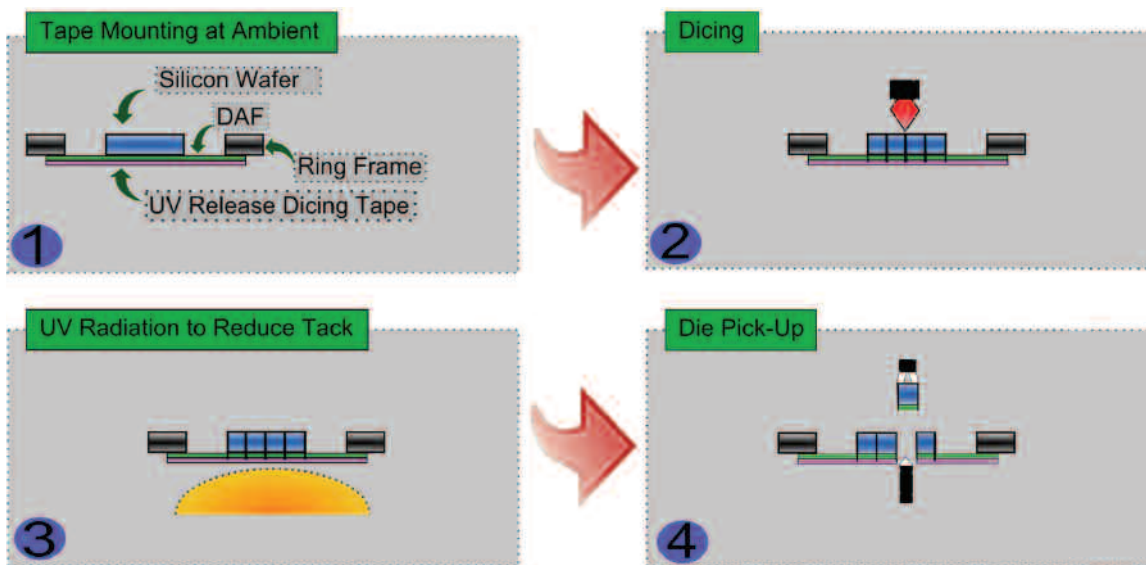 Tape Mounting at Ambient
Silicon Wafer
DAF
Ring Frame
UV Release Dicing Tape
1
Dicing
2
UV Radiation to Reduce Tack
3
Die Pick-Up
4